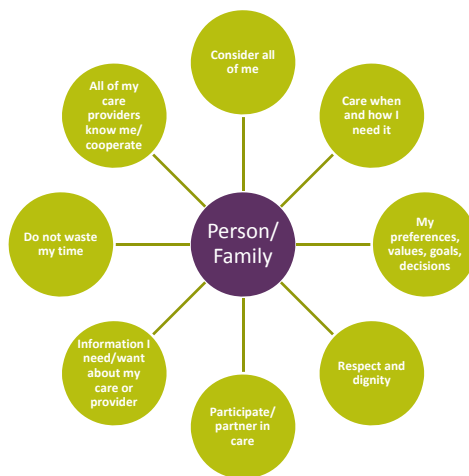 Consider all
of me
Care when
and how I
need it
My
preferences,
values, goals,
decisions
Respect and
dignity
Participate/
partner in
care
Information I
need/want
about my
care or
provider
Do not waste
my time
All of my
care
providers
know me/
cooperate
Person/
Family